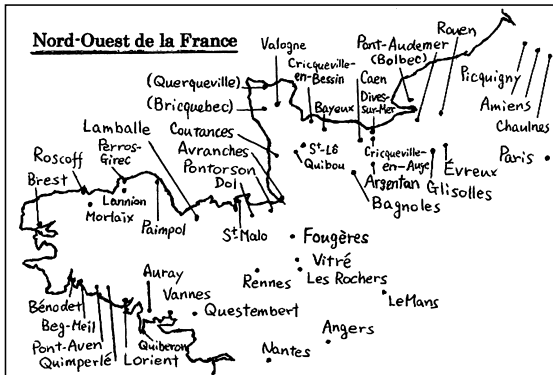 Nord-Ouest de la France
Valogne
Cricqueville-
en-Bessin
Pont-Audemer
(Bolbec)
Rouen
Caen
Dives-
sur-Mer
Picquigny
Amiens
Chaulnes
(Querqueville)
(Bricquebec)
Bayeux
Lamballe
Coutances
Avranches
Pontorson
Dol
St-Lô
Quibou
Cricqueville-
en-Auge
Argentan
Bagnoles
Glisolles
Évreux
Paris
Roscoff
Perros-
Girec
Brest
Lannion
Morlaix
Paimpol
St-Malo
Fougères
Vitré
Les Rochers
Rennes
Le Mans
Auray
Vannes
Questembert
Angers
Nantes
Bénodet
Beg-Meil
Pont-Aven
Quimperlé
Lorient
Quiberon